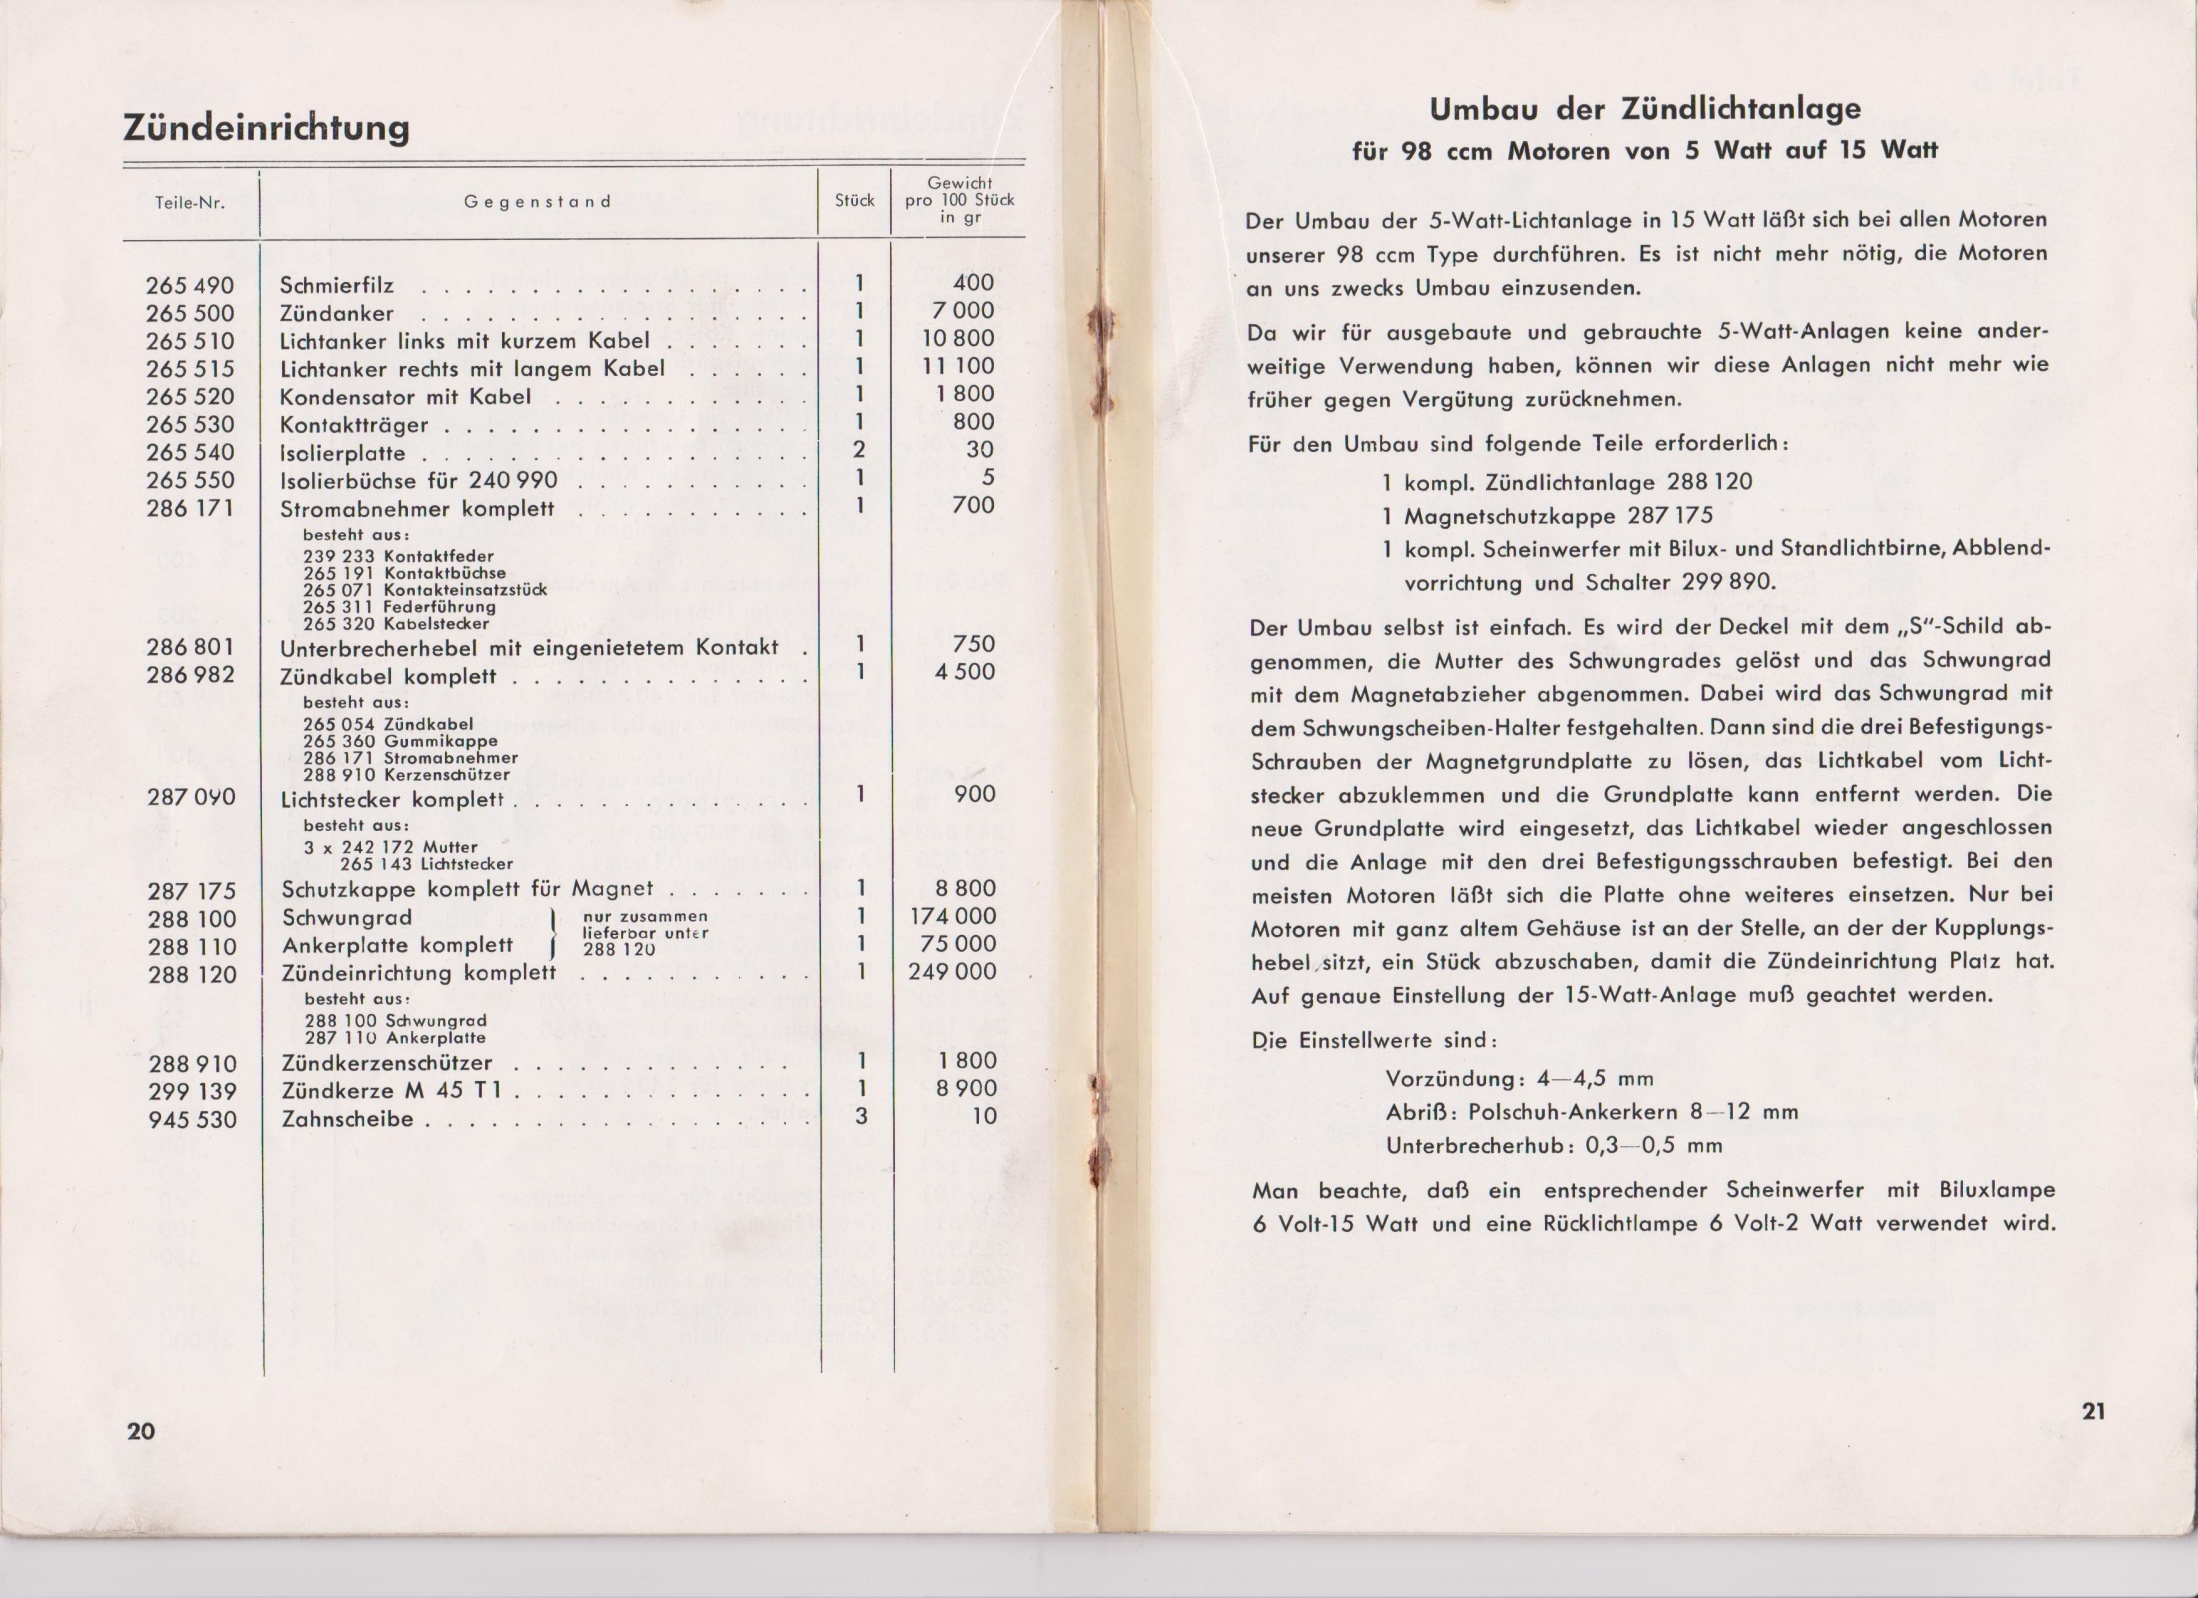 Zündeinrichtung
Teile-Nr. Gegenstand Stück Gewicht pro 100 Stück in gr
265 490 Schmierfilz . . . . . . . . . . . . . . . . . 1 400
265 500 Zündanker . . . . . . . . . . . . . . . . . 1 7 000
265 510 Lichtanker links mit kurzem Kabel . . . . . . . 1 10 800
265 515 Lichtanker rechts mit langem Kabel . . . . . . 1 11 100
265 520 Kondensator mit Kabel . . . . . . . . . . . 1 1 800
265 530 Kontaktträger . . . . . . . . . . . . . . . . 1 800
265 540 Isolierplatte . . . . . . . . . . . . . . . . . 2 30
265 550 Isolierbüchse für 240 990 . . . . . . . . . . 1 5
286 171 Stromabnehmer komplett . . . . . . . . . . 1 700
besteht aus:
239 233 Kontaktfeder
265 191 Kontaktbüchse
265 071 Kontakteinsatzstück
265 311 Federführung
265 320 Kabelstecker
286 801 Unterbrecherhebel mit eingenietetem Kontakt . 1 750
286 982 Zündkabel komplett . . . . . . . . . . . . . 1 4 500
besteht aus:
265 054 Zündkabel
265 360 Gummikappe
286 171 Stromabnehmer
288 910 Kerzenschützer
287 090 Lichtstecker komplett . . . . . . . . . . . . . 1 900
besteht aus:
3 x 242 172 Mutter
265 143 Lichtstecker
287 175 Schutzkappe komplett für Magnet . . . . . . . 1 8 800
288 100 Schwungrad } nur zusammen 1 174 000
lieferbar unter
288 110 Ankerplatte komplett } 288 120 1 75 000
288 120 Zündeinrichtung komplett . . . . . . . . . . 1 249 000
besteht aus:
288 100 Schwungrad
287 110 Ankerplatte
288 910 Zündkerzenschützer . . . . . . . . . . . . 1 1 800
299 139 Zündkerze M 45 T1 . . . . . . . . . . . . . 1 8 900
945 530 Zahnscheibe . . . . . . . . . . . . . . . . . 3 10
20
Umbau der Zündlichtanlage
für 98 ccm Motoren von 5 Watt auf 15 Watt
Der Umbau der 5-Watt-Lichtanlage in 15 Watt läßt sich bei allen Motoren
unserer 98 ccm Type durchführen. Es ist nicht mehr nötig, die Motoren
an uns zwecks Umbau einzusenden.
Da wir für ausgebaute und gebrauchte 5-Watt-Anlagen keine ander-
weitige Verwendung haben, können wir diese Anlagen nicht mehr wie
früher gegen Vergütung zurücknehmen.
Für den Umbau sind folgende Teile erforderlich:
1 kompl. Zündlichtanlage 288 120
1 Magnetschutzkappe 287 175
1 kompl. Scheinwerfer mit Bilux- und Standlichtbirne, Abblend-
vorrichtung und Schalter 299 890.
Der Umbau selbst ist einfach. Es wird der Deckel mit dem „S"-Schild ab-
genommen, die Mutter des Schwungrades gelöst und das Schwungrad
mit dem Magnetabzieher abgenommen. Dabei wird das Schwungrad mit
dem Schwungscheiben-Halter festgehalten. Dann sind die drei Befestigungs-
Schrauben der Magnetgrundplatte zu lösen, das Lichtkabel vom Licht-
stecker abzuklemmen und die Grundplatte kann entfernt werden. Die
neue Grundplatte wird eingesetzt, das Lichtkabel wieder angeschlossen
und die Anlage mit den drei Befestigungsschrauben befestigt. Bei den
meisten Motoren läßt sich die Platte ohne weiteres einsetzen. Nur bei
Motoren mit ganz altem Gehäuse ist an der Stelle, an der der Kupplungs-
hebel sitzt, ein Stück abzuschaben, damit die Zündeinrichtung Platz hat.
Auf genaue Einstellung der 15-Watt-Anlage muß geachtet werden.
Die Einstellwerte sind:
Vorzündung: 4—4,5 mm
Abriß: Polschuh-Ankerkern 8—12 mm
Unterbrecherhub: 0,3—0,5 mm
Man beachte, daß ein entsprechender Scheinwerfer mit Biluxlampe
6 Volt-15 Watt und eine Rücklichtlampe 6 Volt-2 Watt verwendet wird.
21